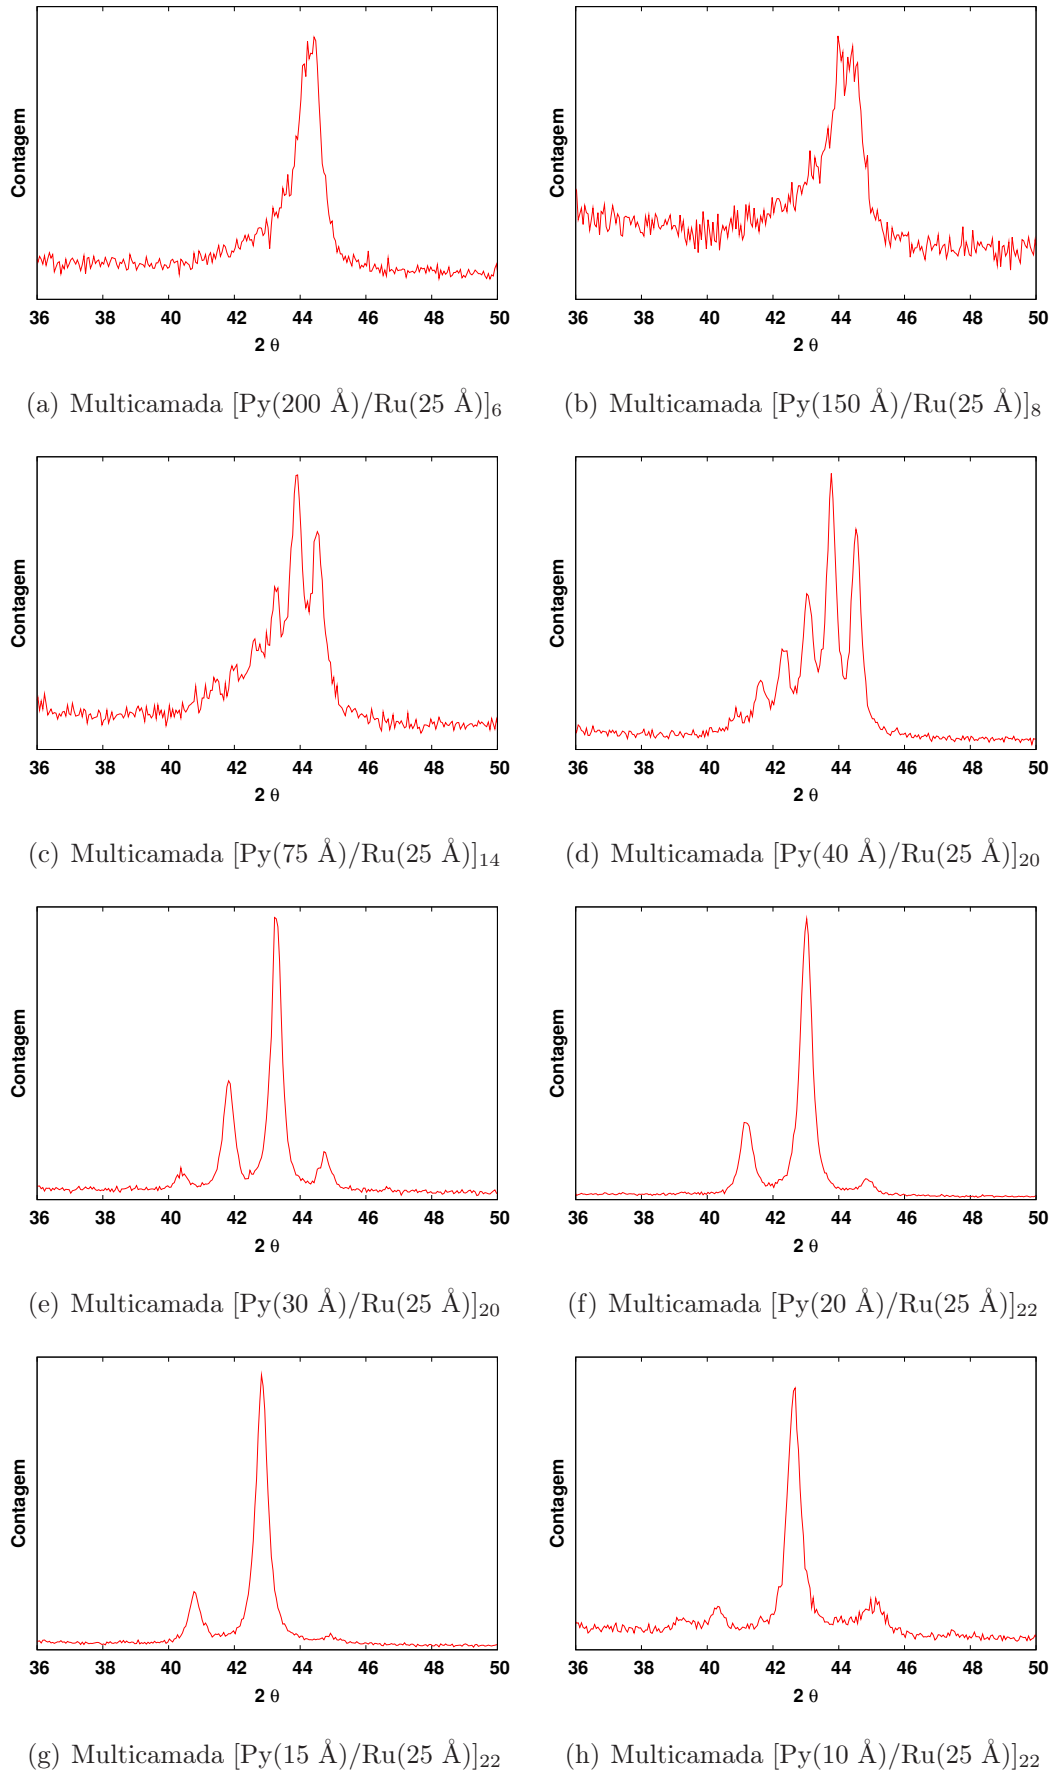 Contagem
Contagem
36 38 40 42 44 46 48 50
36 38 40 42 44 46 48 50
2 θ
2 θ
(a) Multicamada [Py(200 Å)/Ru(25 Å)]6
(b) Multicamada [Py(150 Å)/Ru(25 Å)]8
Contagem
Contagem
36 38 40 42 44 46 48 50
36 38 40 42 44 46 48 50
2 θ
2 θ
(c) Multicamada [Py(75 Å)/Ru(25 Å)]14
(d) Multicamada [Py(40 Å)/Ru(25 Å)]20
Contagem
Contagem
36 38 40 42 44 46 48 50
36 38 40 42 44 46 48 50
2 θ
2 θ
(e) Multicamada [Py(30 Å)/Ru(25 Å)]20
(f) Multicamada [Py(20 Å)/Ru(25 Å)]22
Contagem
Contagem
36 38 40 42 44 46 48 50
36 38 40 42 44 46 48 50
2 θ
2 θ
(g) Multicamada [Py(15 Å)/Ru(25 Å)]22
(h) Multicamada [Py(10 Å)/Ru(25 Å)]22